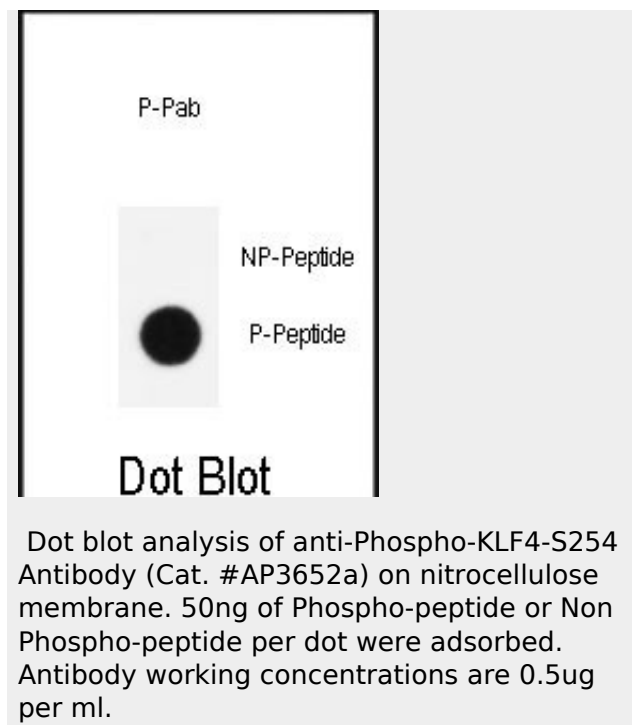 P-Pab
NP-Peptide
P-Peptide
Dot Blot
Dot blot analysis of anti-Phospho-KLF4-S254
Antibody (Cat. #AP3652a) on nitrocellulose
membrane. 50ng of Phospho-peptide or Non
Phospho-peptide per dot were adsorbed.
Antibody working concentrations are 0.5ug
per ml.